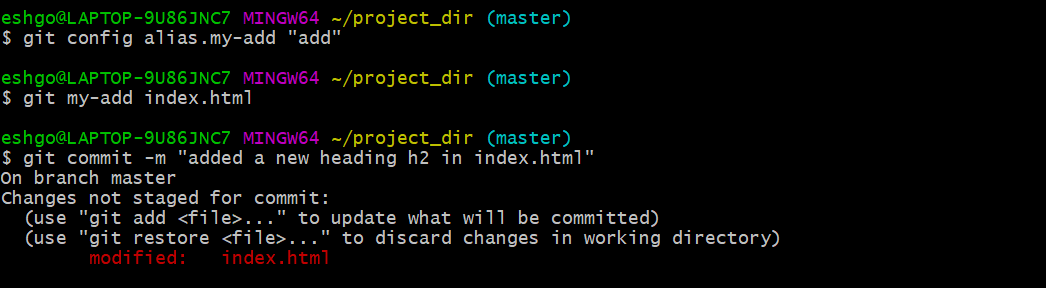 eshgo@LAPTOP-9U86JNC7 MINGW64 ~/project_dir (master)
$ git config alias.my-add "add"
eshgo@LAPTOP-9U86JNC7 MINGW64 ~/project_dir (master)
$ git my-add index.html
eshgo@LAPTOP-9U86JNC7 MINGW64 ~/project_dir (master)
$ git commit -m "added a new heading h2 in index.html"
On branch master
Changes not staged for commit:
  (use "git add <file>..." to update what will be committed)
  (use "git restore <file>..." to discard changes in working directory)
        modified:   index.html